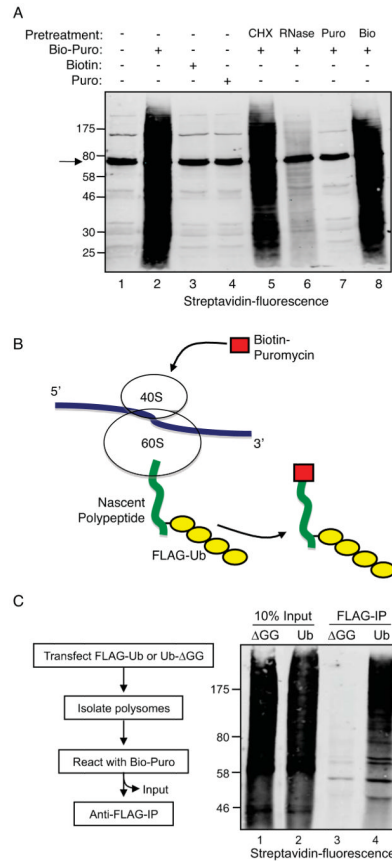 A
Pretreatment: - - - - CHX RNase Puro Bio
Bio-Puro: - + - - + + + +
Biotin: - - + -
Puro: - - - +
175
80
58
46
30
25
1 2 3 4 5 6 7 8
Streptavidin-fluorescence
B
Biotin-
Puromycin
5'
40S
60S
3'
Nascent
Polypeptide
FLAG-Ub
C
10% Input FLAG-IP
ΔGG Ub ΔGG Ub
Transfect FLAG-Ub or Ub-ΔGG
Isolate polysomes
React with Bio-Puro
Input
Anti-FLAG-IP
175
80
58
46
1 2 3 4
Streptavidin-fluorescence